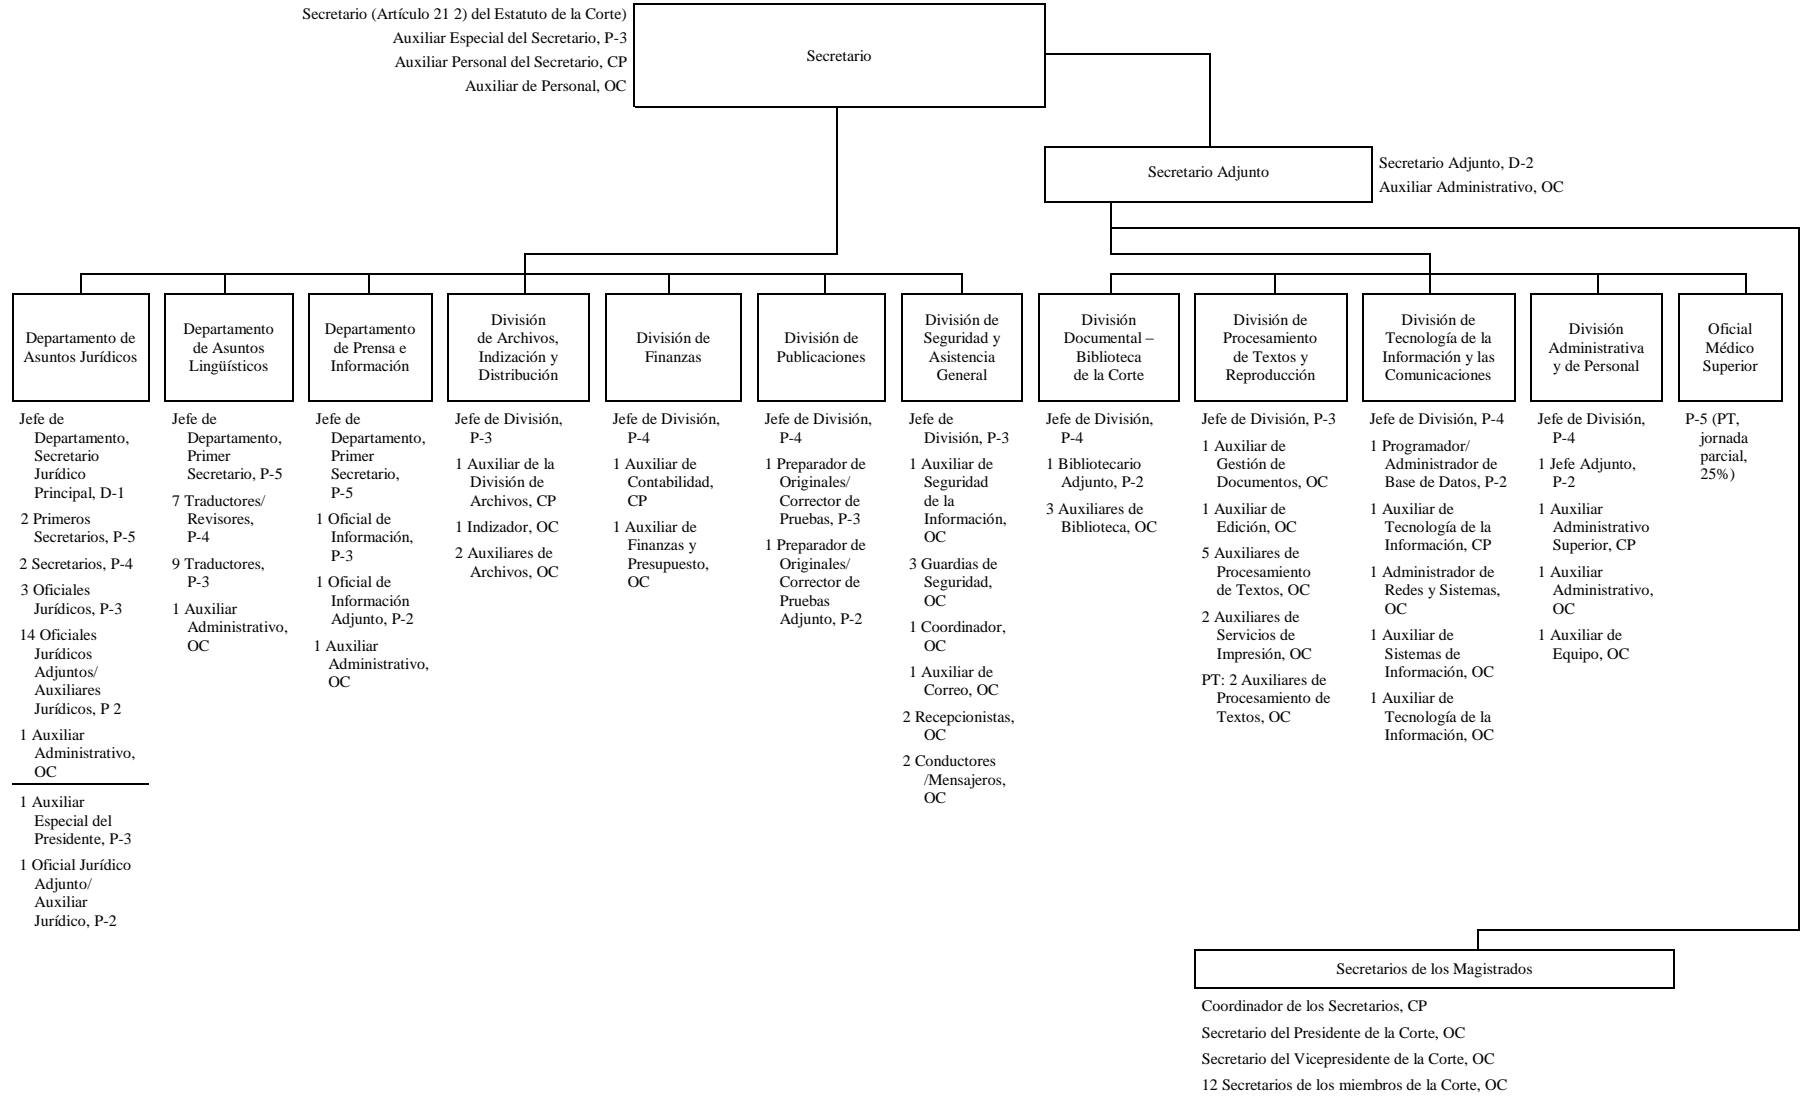 Secretario (Artículo 21 2) del Estatuto de la Corte)
Auxiliar Especial del Secretario, P-3
Auxiliar Personal del Secretario, CP
Auxiliar de Personal, OC
Secretario
Secretario Adjunto
Secretario Adjunto, D-2
Auxiliar Administrativo, OC
Departamento de
Asuntos Jurídicos
Departamento
de Asuntos
Lingüísticos
Departamento
de Prensa e
Información
División
de Archivos,
Indización y
Distribución
División de
Finanzas
División de
Publicaciones
División de
Seguridad y
Asistencia
General
División
Documental –
Biblioteca
de la Corte
División de
Procesamiento
de Textos y
Reproducción
División de
Tecnología de la
Información y las
Comunicaciones
División
Administrativa
y de Personal
Oficial
Médico
Superior
Jefe de
Departamento,
Secretario
Jurídico
Principal, D-1
2 Primeros
Secretarios, P-5
2 Secretarios, P-4
3 Oficiales
Jurídicos, P-3
14 Oficiales
Jurídicos
Adjuntos/
Auxiliares
Jurídicos, P 2
1 Auxiliar
Administrativo,
OC
1 Auxiliar
Especial del
Presidente, P-3
1 Oficial Jurídico
Adjunto/
Auxiliar
Jurídico, P-2
Jefe de
Departamento,
Primer
Secretario, P-5
7 Traductores/
Revisores,
P-4
9 Traductores,
P-3
1 Auxiliar
Administrativo,
OC
Jefe de
Departamento,
Primer
Secretario,
P-5
1 Oficial de
Información,
P-3
1 Oficial de
Información
Adjunto, P-2
1 Auxiliar
Administrativo,
OC
Jefe de División,
P-3
1 Auxiliar de la
División de
Archivos, CP
1 Indizador, OC
2 Auxiliares de
Archivos, OC
Jefe de División,
P-4
1 Auxiliar de
Contabilidad,
CP
1 Auxiliar de
Finanzas y
Presupuesto,
OC
Jefe de División,
P-4
1 Preparador de
Originales/
Corrector de
Pruebas, P-3
1 Preparador de
Originales/
Corrector de
Pruebas
Adjunto, P-2
Jefe de
División, P-3
1 Auxiliar de
Seguridad
de la
Información,
OC
3 Guardias de
Seguridad,
OC
1 Coordinador,
OC
1 Auxiliar de
Correo, OC
2 Recepcionistas,
OC
2 Conductores
/Mensajeros,
OC
Jefe de División,
P-4
1 Bibliotecario
Adjunto, P-2
3 Auxiliares de
Biblioteca, OC
Jefe de División, P-3
1 Auxiliar de
Gestión de
Documentos, OC
1 Auxiliar de
Edición, OC
5 Auxiliares de
Procesamiento
de Textos, OC
2 Auxiliares de
Servicios de
Impresión, OC
PT: 2 Auxiliares de
Procesamiento de
Textos, OC
Jefe de División, P-4
1 Programador/
Administrador de
Base de Datos, P-2
1 Auxiliar de
Tecnología de la
Información, CP
1 Administrador de
Redes y Sistemas,
OC
1 Auxiliar de
Sistemas de
Información, OC
1 Auxiliar de
Tecnología de la
Información, OC
Jefe de División,
P-4
1 Jefe Adjunto,
P-2
1 Auxiliar
Administrativo
Superior, CP
1 Auxiliar
Administrativo,
OC
1 Auxiliar de
Equipo, OC
P-5 (PT,
jornada
parcial,
25%)
Secretarios de los Magistrados
Coordinador de los Secretarios, CP
Secretario del Presidente de la Corte, OC
Secretario del Vicepresidente de la Corte, OC
12 Secretarios de los miembros de la Corte, OC